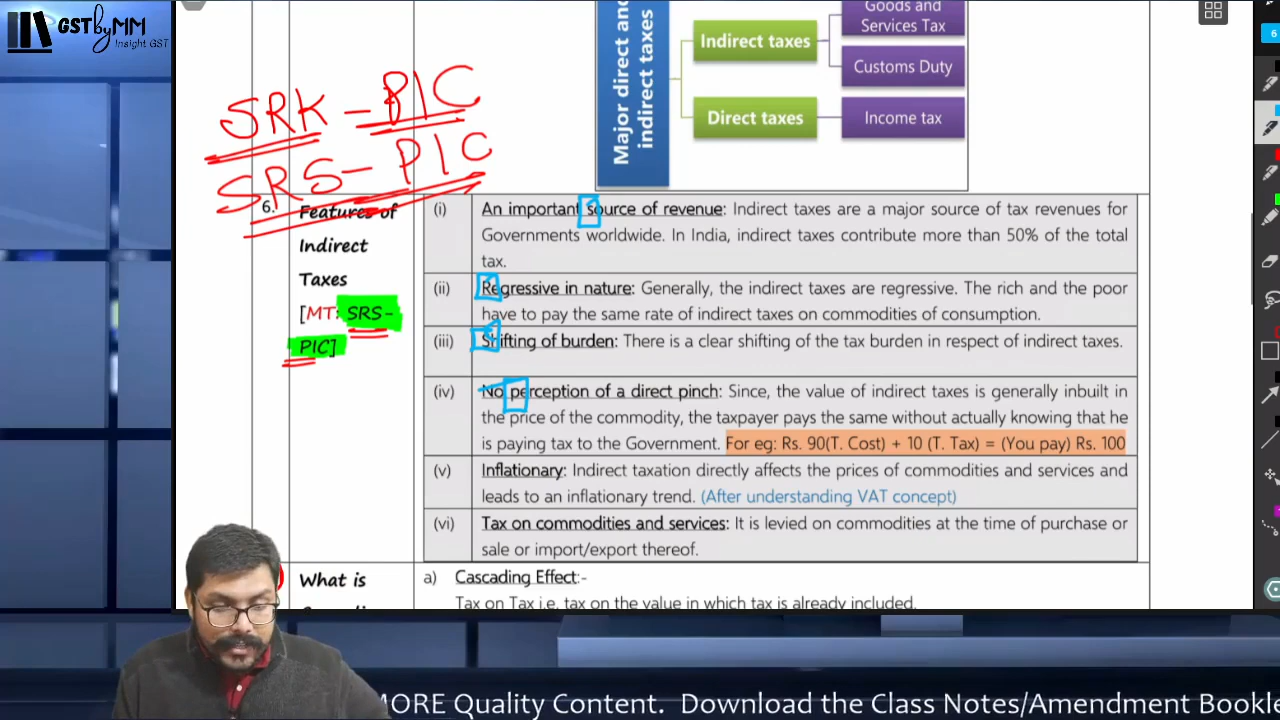 GSTbyMM
Insight GST
Major direct and
indirect taxes
Indirect taxes
Goods and
Services Tax
Customs Duty
Direct taxes
Income tax
SRK - PIC
SRS - PIC
6.
Features of
Indirect
Taxes
[MT: SRS-
PIC]
(i) An important source of revenue: Indirect taxes are a major source of tax revenues for
Governments worldwide. In India, indirect taxes contribute more than 50% of the total
tax.
(ii) Regressive in nature: Generally, the indirect taxes are regressive. The rich and the poor
have to pay the same rate of indirect taxes on commodities of consumption.
(iii) Shifting of burden: There is a clear shifting of the tax burden in respect of indirect taxes.
(iv) No perception of a direct pinch: Since, the value of indirect taxes is generally inbuilt in
the price of the commodity, the taxpayer pays the same without actually knowing that he
is paying tax to the Government. For eg: Rs. 90(T. Cost) + 10 (T. Tax) = (You pay) Rs. 100
(v) Inflationary: Indirect taxation directly affects the prices of commodities and services and
leads to an inflationary trend. (After understanding VAT concept)
(vi) Tax on commodities and services: It is levied on commodities at the time of purchase or
sale or import/export thereof.
What is
a) Cascading Effect:-
Tax on Tax i.e. tax on the value in which tax is already included.
6
MORE Quality Content. Download the Class Notes/Amendment Bookle